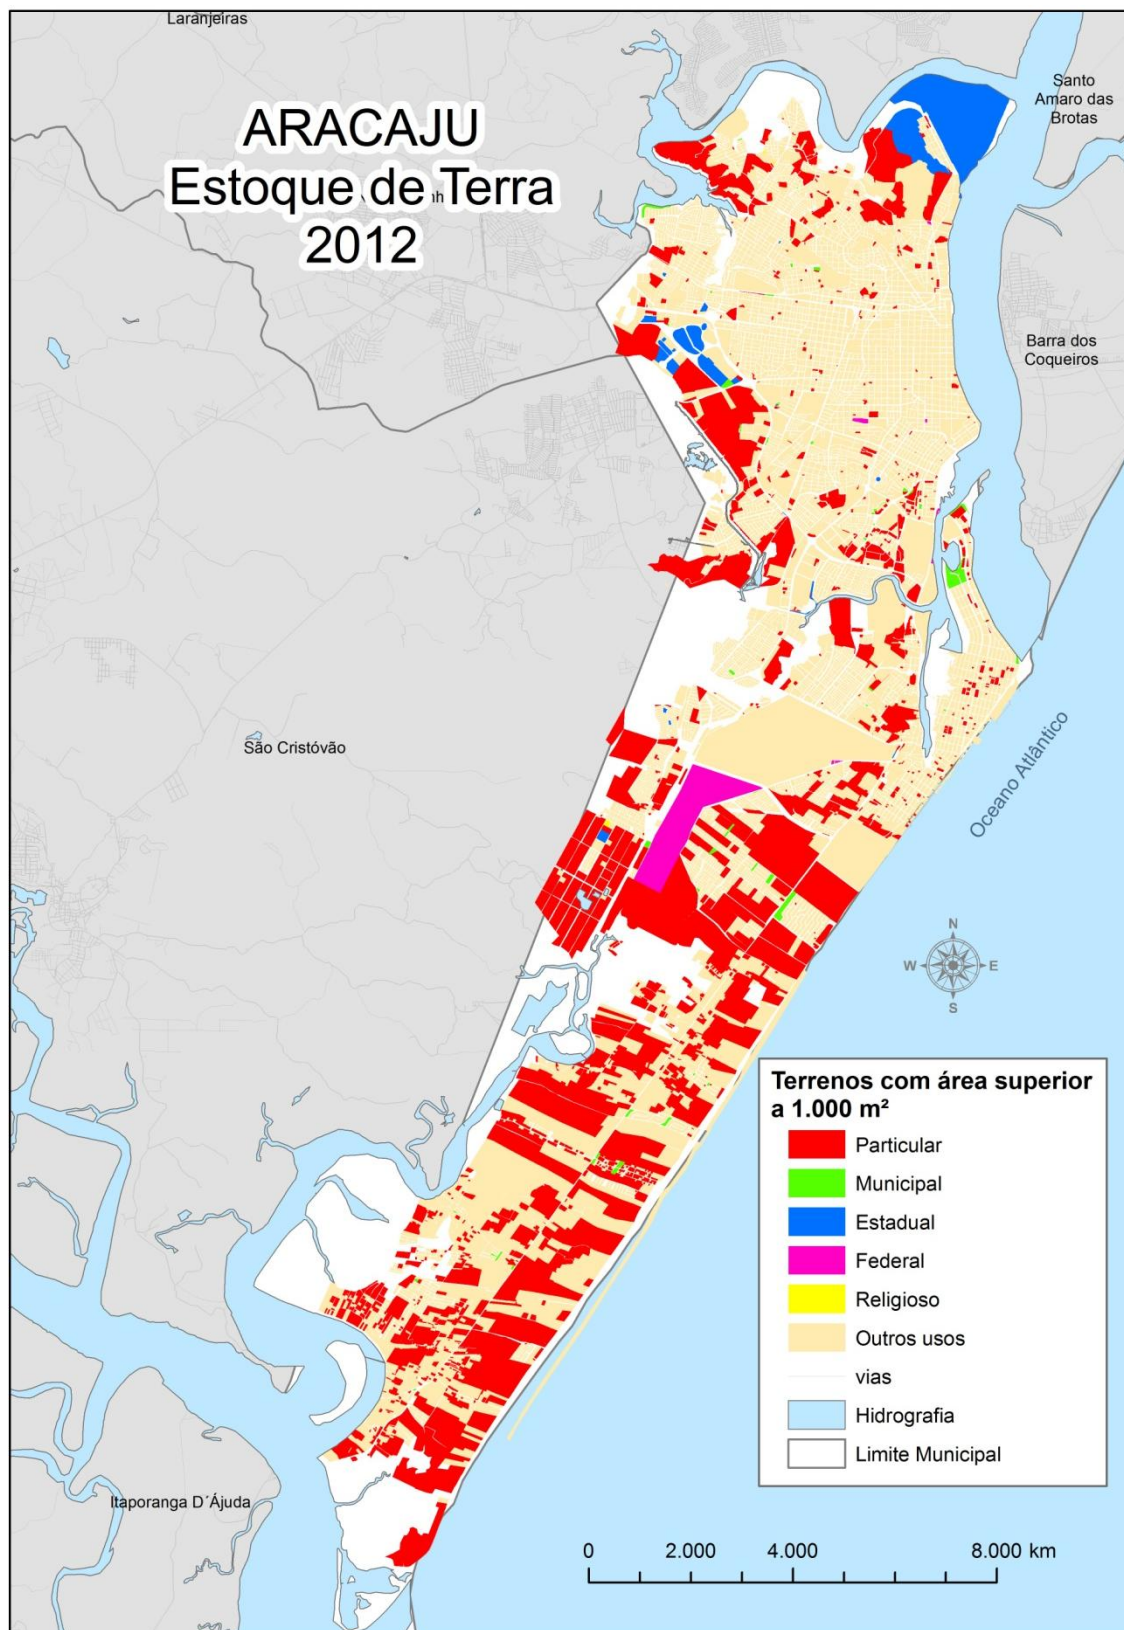 Laranjeiras
Santo
Amaro das
Brotas
ARACAJU
Estoque de Terra
2012
Barra dos
Coqueiros
São Cristóvão
Oceano Atlântico
N
W
E
S
Terrenos com área superior
a 1.000 m²
Particular
Municipal
Estadual
Federal
Religioso
Outros usos
vias
Hidrografia
Limite Municipal
Itaporanga D´Ájuda
0 2.000 4.000 8.000 km